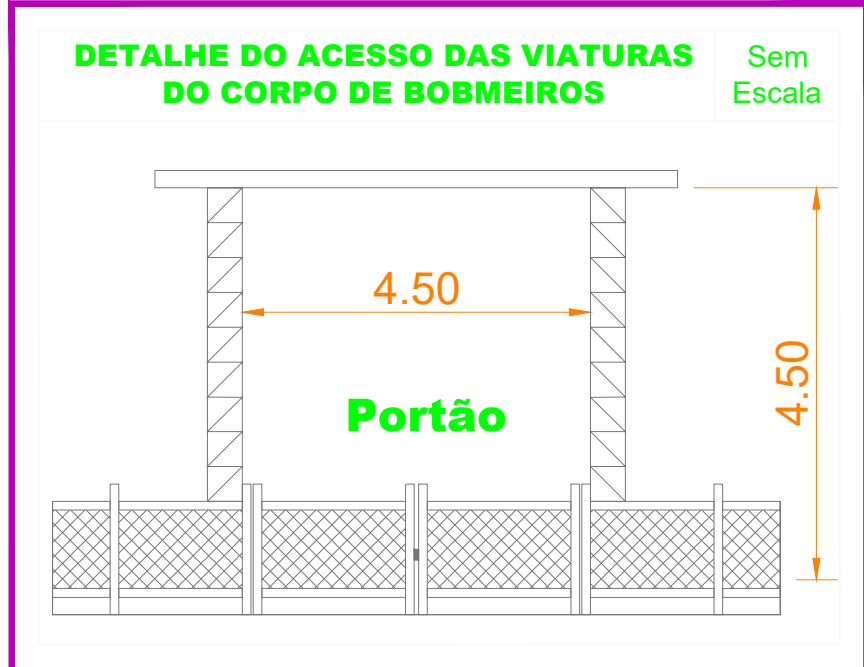 DETALHE DO ACESSO DAS VIATURAS
DO CORPO DE BOBMEIROS
Sem
Escala
4.50
4.50
Portão